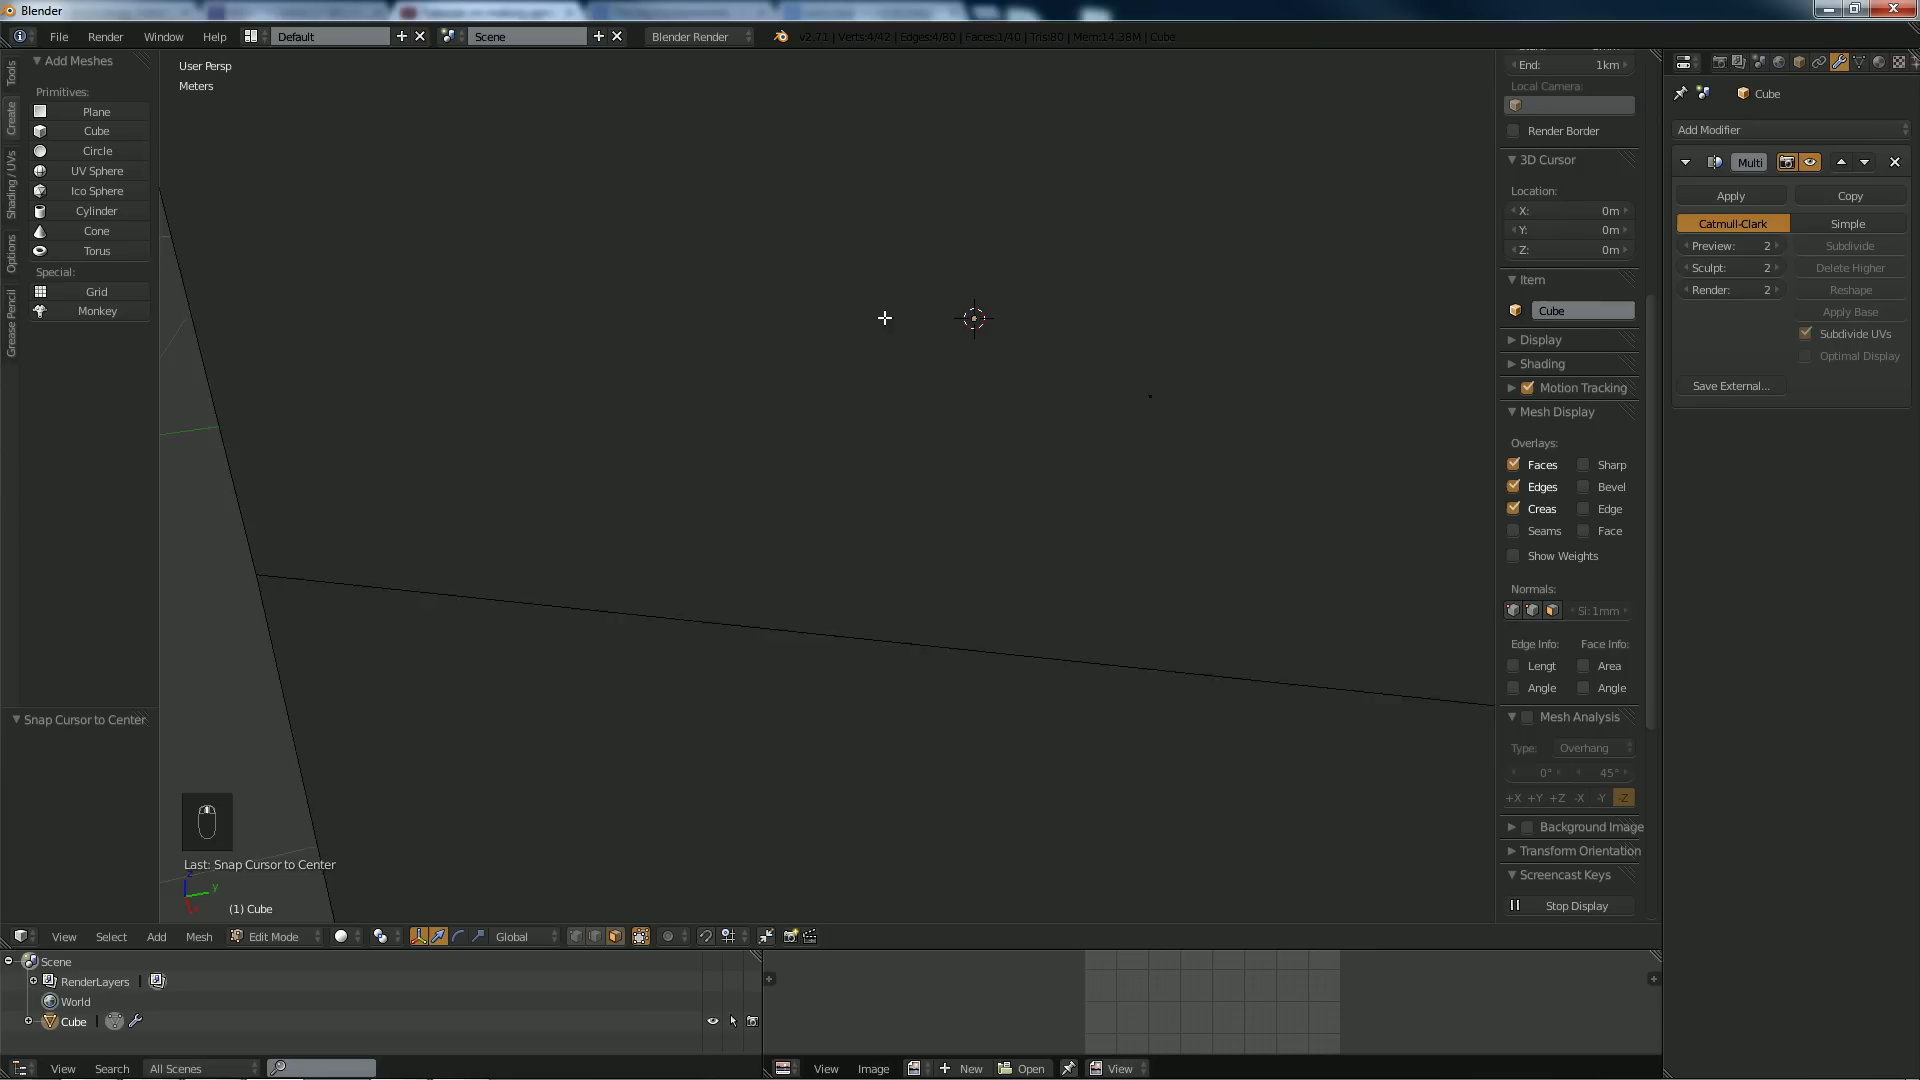 Blender
File Render Window Help Default Scene Blender Render v2.71 | Verts:4/42 | Edges:4/80 | Faces:1/40 | Tris:80 | Mem:14.38M | Cube
Tools
Create
Shading / UVs
Options
Grease Pencil
Add Meshes
Primitives:
Plane
Cube
Circle
UV Sphere
Ico Sphere
Cylinder
Cone
Torus
Special:
Grid
Monkey
Snap Cursor to Center
User Persp
Meters
Last: Snap Cursor to Center
z
y
(1) Cube
End: 1km
Local Camera:
Render Border
3D Cursor
Location:
X: 0m
Y: 0m
Z: 0m
Item
Cube
Display
Shading
Motion Tracking
Mesh Display
Overlays:
Faces Sharp
Edges Bevel
Creas Edge
Seams Face
Show Weights
Normals:
Si: 1mm
Edge Info: Face Info:
Lengt Area
Angle Angle
Mesh Analysis
Type: Overhang
0° 45°
+X +Y +Z -X -Y -Z
Background Image
Transform Orientation
Screencast Keys
Stop Display
Cube
Add Modifier
Multi
Apply Copy
Catmull-Clark Simple
Preview: 2 Subdivide
Sculpt: 2 Delete Higher
Render: 2 Reshape
Apply Base
Subdivide UVs
Optimal Display
Save External...
View Select Add Mesh Edit Mode Global
Scene
RenderLayers |
World
Cube |
View Search All Scenes
View Image New Open View